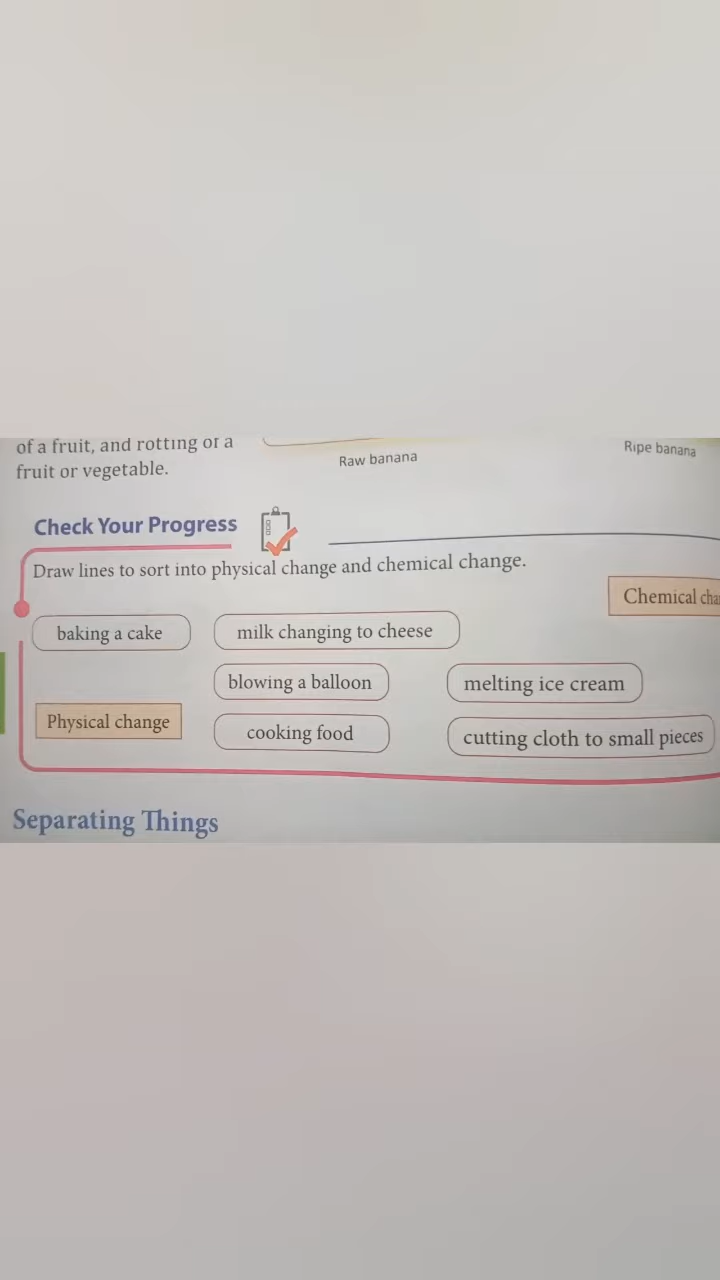 of a fruit, and rotting of a
fruit or vegetable.
Raw banana
Ripe banana
Check Your Progress
Draw lines to sort into physical change and chemical change.
Chemical
baking a cake
milk changing to cheese
blowing a balloon
melting ice cream
Physical change
cooking food
cutting cloth to small pieces
Separating Things